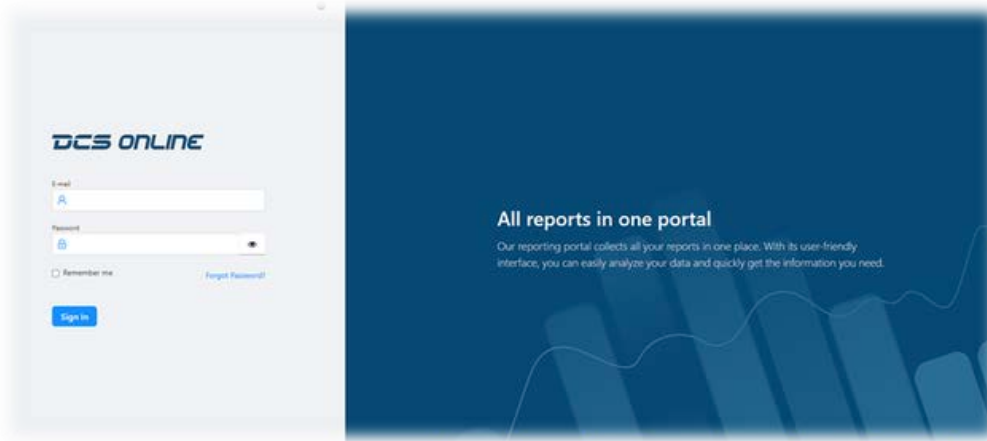 DCS ONLINE
E-mail
Password
Remember me
Forgot Password?
Sign In
All reports in one portal
Our reporting portal collects all your reports in one place. With its user-friendly
interface, you can easily analyze your data and quickly get the information you need.